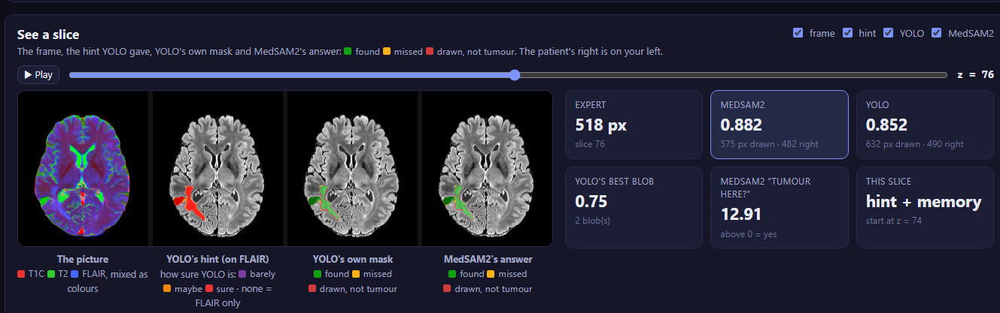 See a slice
frame hint YOLO MedSAM2
The frame, the hint YOLO gave, YOLO's own mask and MedSAM2's answer: found missed drawn, not tumour. The patient's right is on your left.
▶ Play
z = 76
EXPERT
518 px
slice 76
MEDSAM2
0.882
575 px drawn · 482 right
YOLO
0.852
632 px drawn · 490 right
YOLO'S BEST BLOB
0.75
2 blob(s)
MEDSAM2 "TUMOUR
HERE?"
12.91
above 0 = yes
THIS SLICE
hint + memory
start at z = 74
The picture
T1C T2 FLAIR, mixed as
colours
YOLO's hint (on FLAIR)
how sure YOLO is: barely
maybe sure · none =
FLAIR only
YOLO's own mask
found missed
drawn, not tumour
MedSAM2's answer
found missed
drawn, not tumour